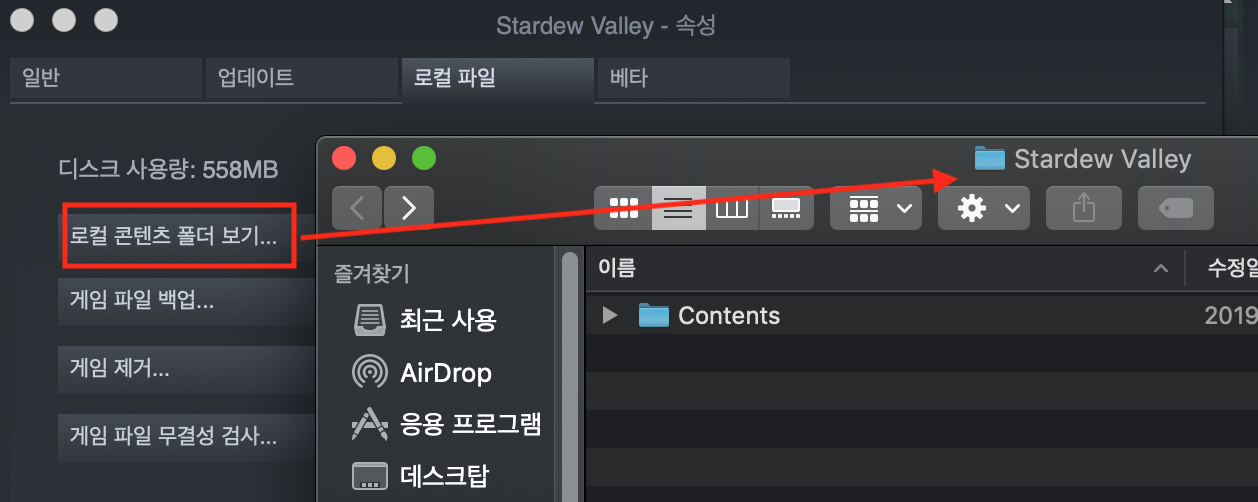 Stardew Valley - 속성
일반
업데이트
로컬 파일
베타
디스크 사용량: 558MB
로컬 콘텐츠 폴더 보기...
게임 파일 백업...
게임 제거...
게임 파일 무결성 검사...
Stardew Valley
즐겨찾기
최근 사용
AirDrop
응용 프로그램
데스크탑
이름
수정일
Contents
2019